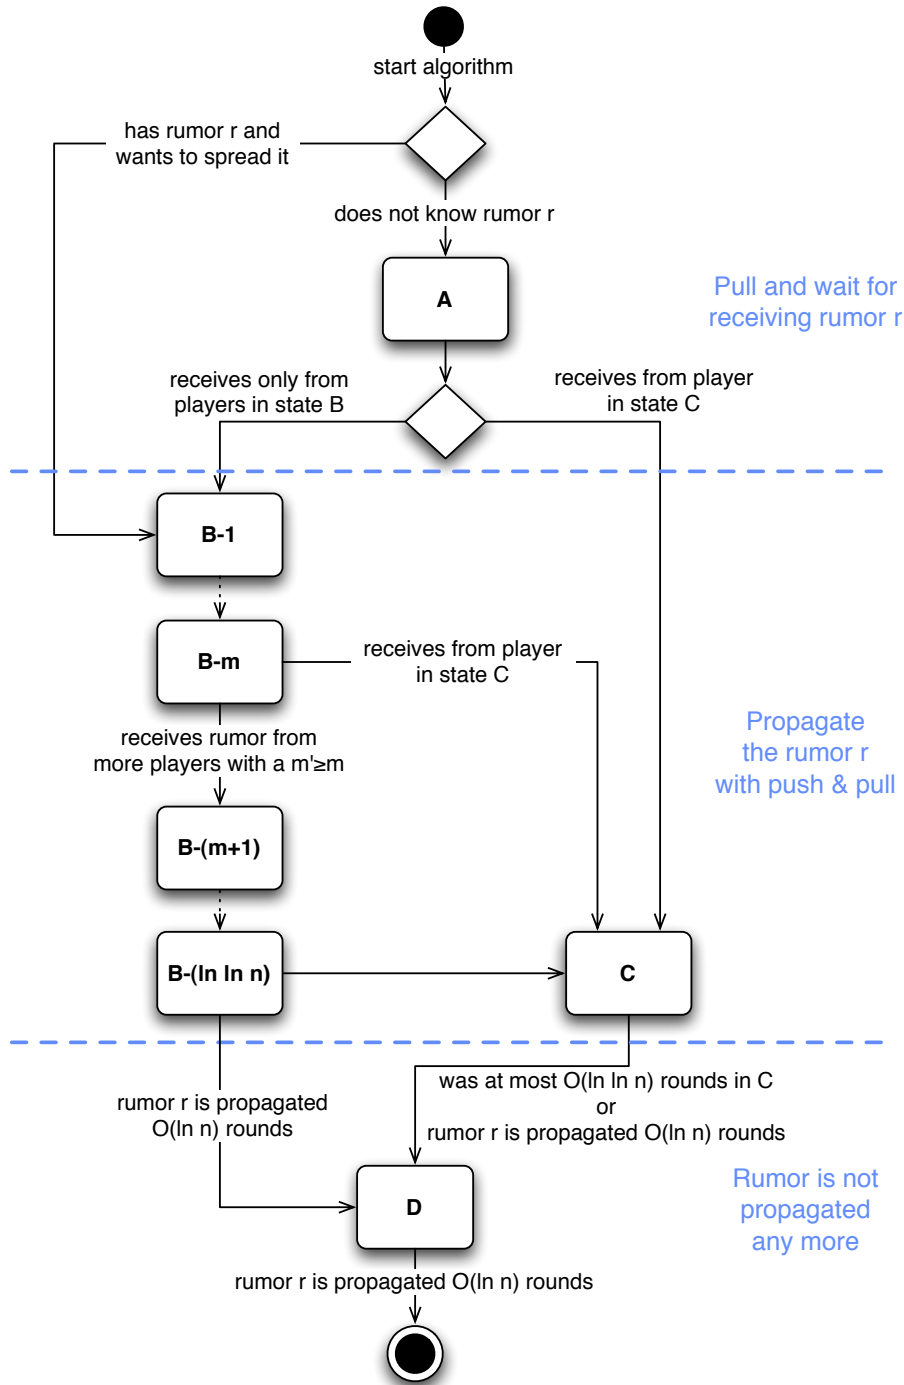 start algorithm
has rumor r and
wants to spread it
does not know rumor r
A
Pull and wait for
receiving rumor r
receives only from
players in state B
receives from player
in state C
B-1
B-m
receives from player
in state C
receives rumor from
more players with a m'≥m
Propagate
the rumor r
with push & pull
B-(m+1)
B-(ln ln n)
C
was at most O(ln ln n) rounds in C
or
rumor r is propagated O(ln n) rounds
rumor r is propagated
O(ln n) rounds
D
Rumor is not
propagated
any more
rumor r is propagated O(ln n) rounds